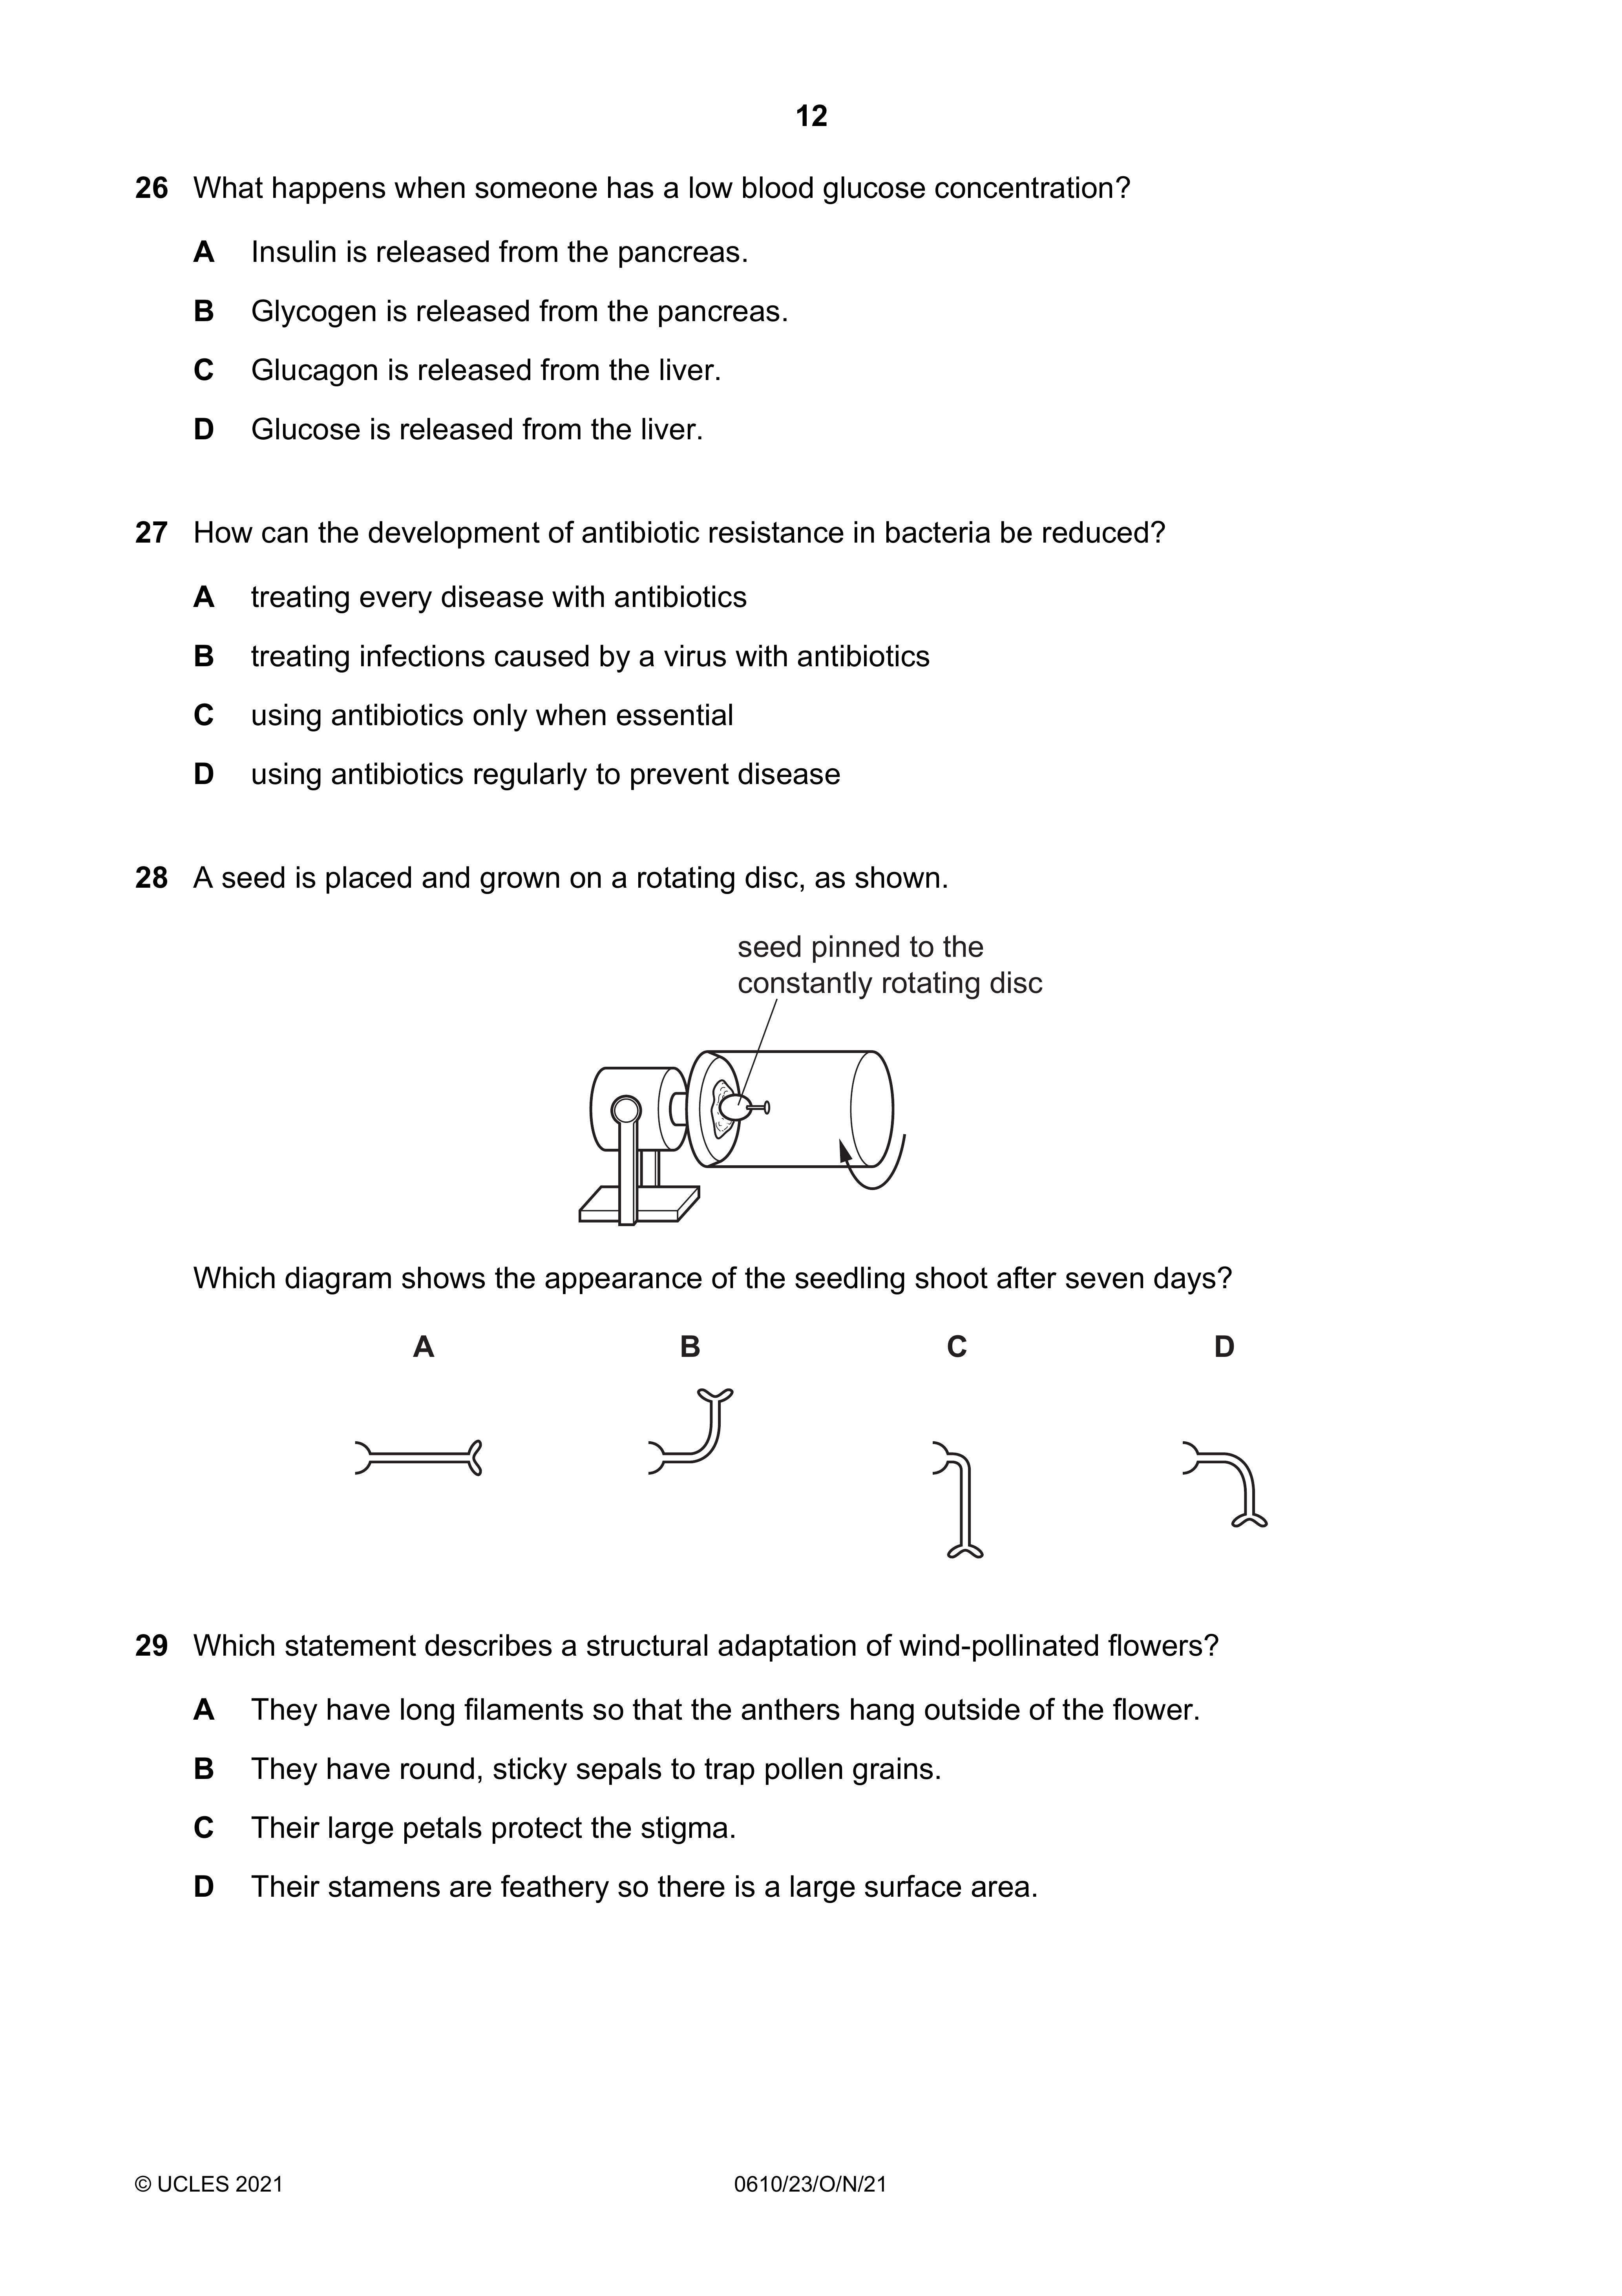 12
26 What happens when someone has a low blood glucose concentration?
A Insulin is released from the pancreas.
B Glycogen is released from the pancreas.
C Glucagon is released from the liver.
D Glucose is released from the liver.
27 How can the development of antibiotic resistance in bacteria be reduced?
A treating every disease with antibiotics
B treating infections caused by a virus with antibiotics
C using antibiotics only when essential
D using antibiotics regularly to prevent disease
28 A seed is placed and grown on a rotating disc, as shown.
seed pinned to the
constantly rotating disc
Which diagram shows the appearance of the seedling shoot after seven days?
A B C D
29 Which statement describes a structural adaptation of wind-pollinated flowers?
A They have long filaments so that the anthers hang outside of the flower.
B They have round, sticky sepals to trap pollen grains.
C Their large petals protect the stigma.
D Their stamens are feathery so there is a large surface area.
© UCLES 2021 0610/23/O/N/21